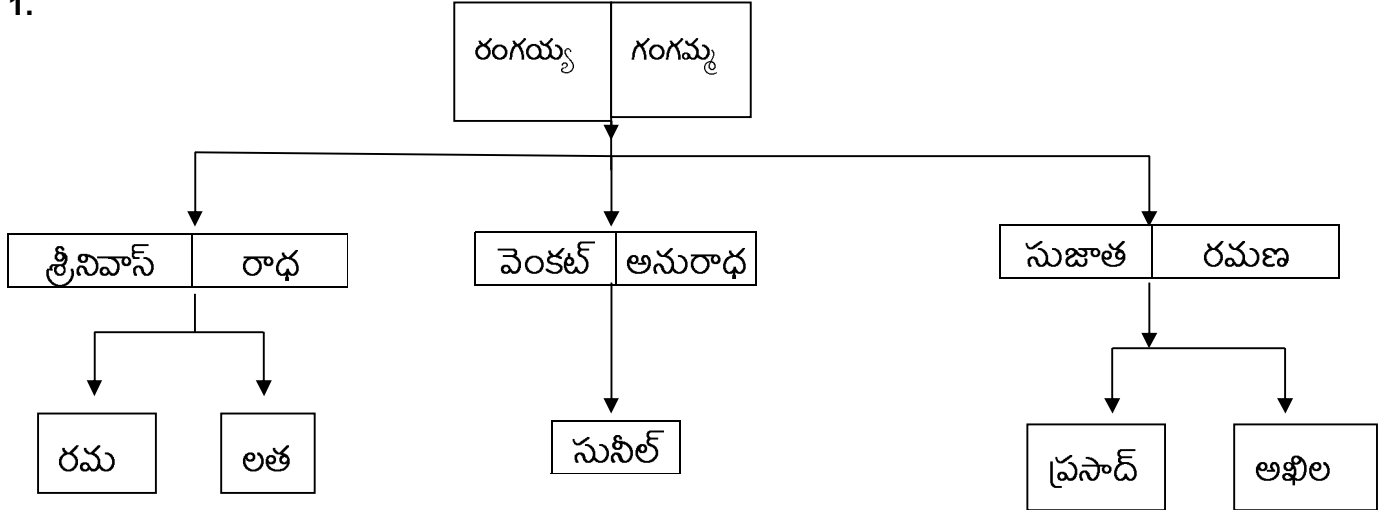 1.
రంగయ్య గంగమ్మ
శ్రీనివాస్ రాధ వెంకట్ అనురాధ సుజాత రమణ
రమ లత సునీల్ ప్రసాద్ అఖిల